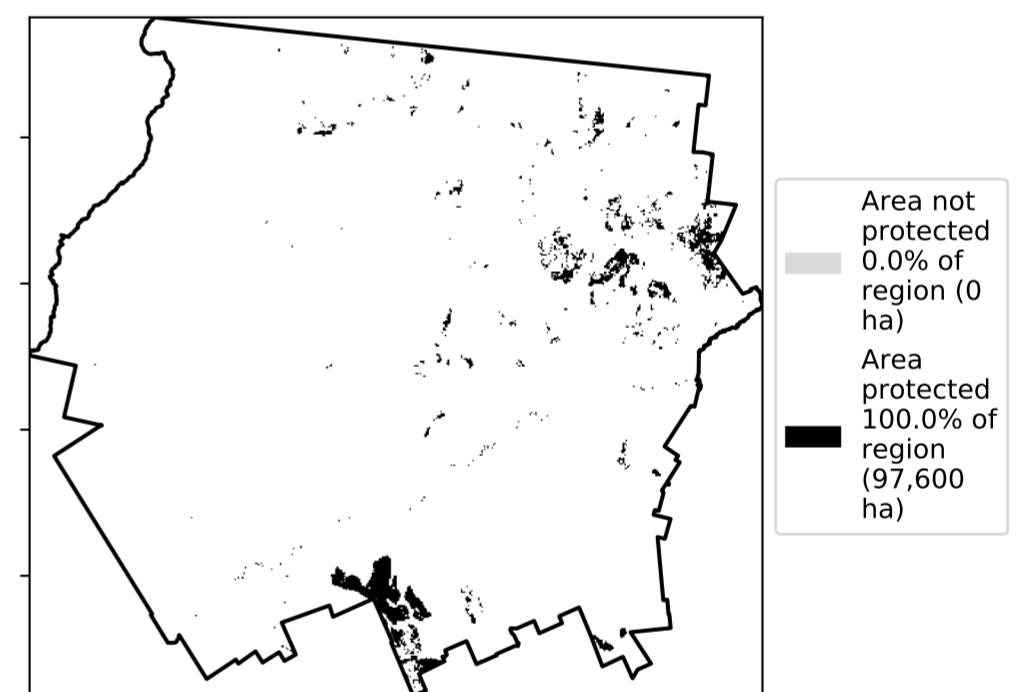 Area not
protected
0.0% of
region (0
ha)
Area
protected
100.0% of
region
(97,600
ha)